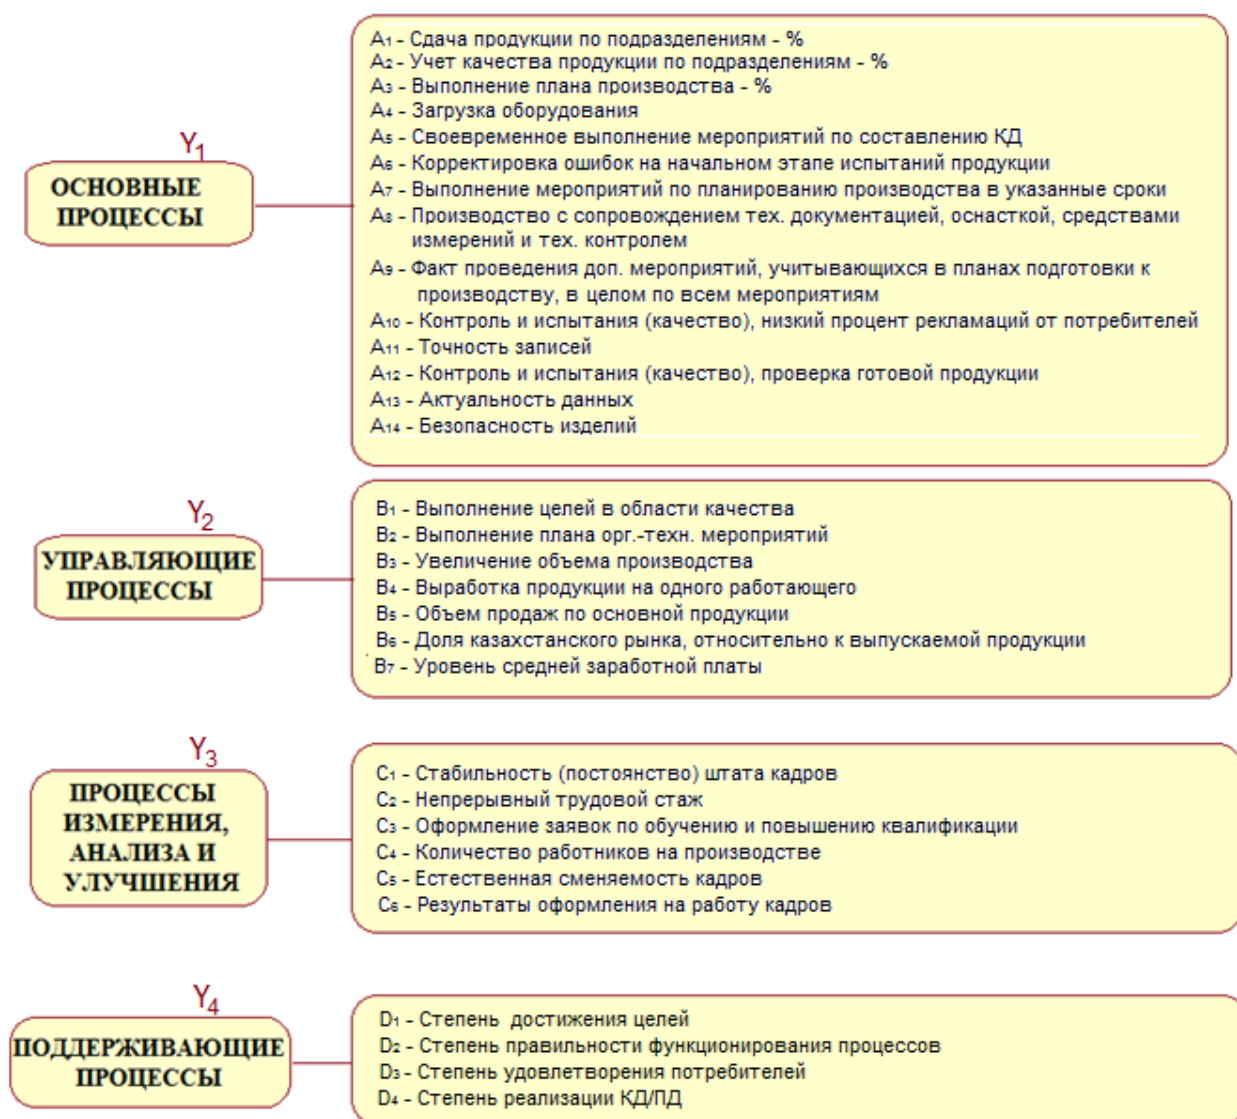 Y1
ОСНОВНЫЕ
ПРОЦЕССЫ
A1 - Сдача продукции по подразделениям - %
A2 - Учет качества продукции по подразделениям - %
A3 - Выполнение плана производства - %
A4 - Загрузка оборудования
A5 - Своевременное выполнение мероприятий по составлению КД
A6 - Корректировка ошибок на начальном этапе испытаний продукции
A7 - Выполнение мероприятий по планированию производства в указанные сроки
A8 - Производство с сопровождением тех. документацией, оснасткой, средствами
измерений и тех. контролем
A9 - Факт проведения доп. мероприятий, учитывающихся в планах подготовки к
производству, в целом по всем мероприятиям
A10 - Контроль и испытания (качество), низкий процент рекламаций от потребителей
A11 - Точность записей
A12 - Контроль и испытания (качество), проверка готовой продукции
A13 - Актуальность данных
A14 - Безопасность изделий
Y2
УПРАВЛЯЮЩИЕ
ПРОЦЕССЫ
B1 - Выполнение целей в области качества
B2 - Выполнение плана орг.-техн. мероприятий
B3 - Увеличение объема производства
B4 - Выработка продукции на одного работающего
B5 - Объем продаж по основной продукции
B6 - Доля казахстанского рынка, относительно к выпускаемой продукции
B7 - Уровень средней заработной платы
Y3
ПРОЦЕССЫ
ИЗМЕРЕНИЯ,
АНАЛИЗА И
УЛУЧШЕНИЯ
C1 - Стабильность (постоянство) штата кадров
C2 - Непрерывный трудовой стаж
C3 - Оформление заявок по обучению и повышению квалификации
C4 - Количество работников на производстве
C5 - Естественная сменяемость кадров
C6 - Результаты оформления на работу кадров
Y4
ПОДДЕРЖИВАЮЩИЕ
ПРОЦЕССЫ
D1 - Степень достижения целей
D2 - Степень правильности функционирования процессов
D3 - Степень удовлетворения потребителей
D4 - Степень реализации КД/ПД